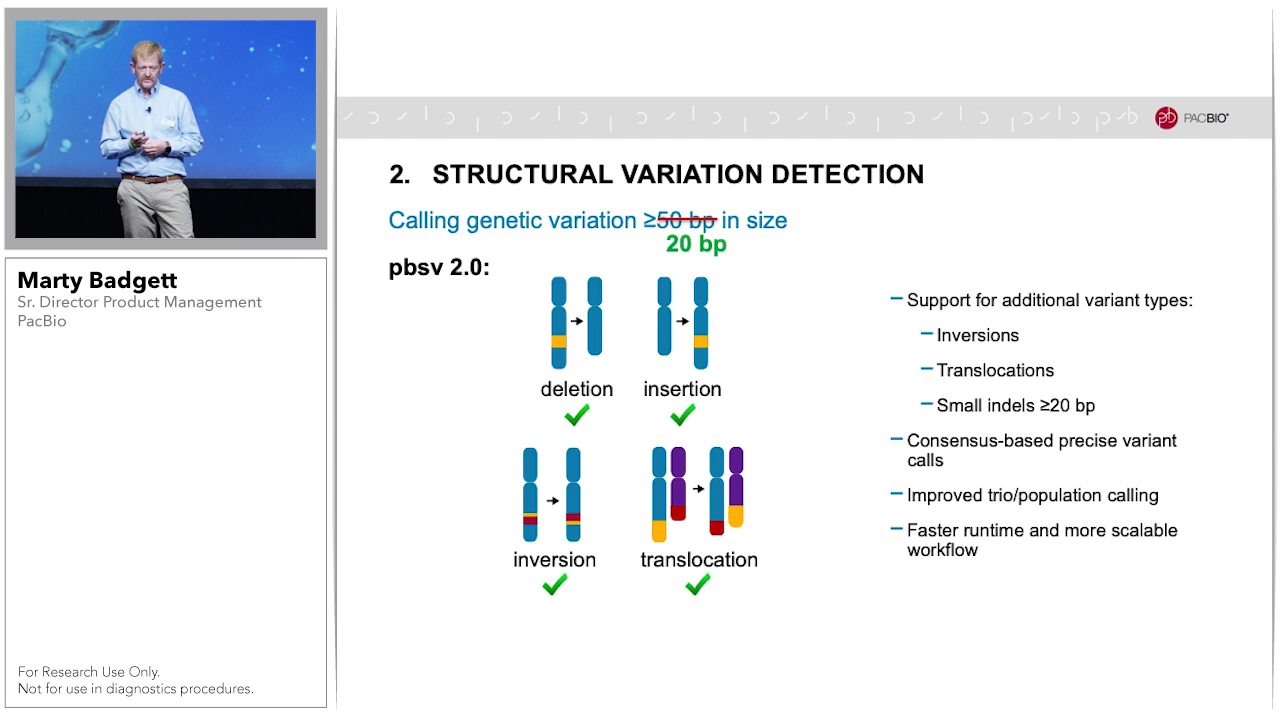 Marty Badgett
Sr. Director Product Management
PacBio
For Research Use Only.
Not for use in diagnostics procedures.
PACBIO®
2. STRUCTURAL VARIATION DETECTION
Calling genetic variation ≥50 bp in size
20 bp
pbsv 2.0:
deletion
insertion
inversion
translocation
– Support for additional variant types:
– Inversions
– Translocations
– Small indels ≥20 bp
– Consensus-based precise variant
calls
– Improved trio/population calling
– Faster runtime and more scalable
workflow